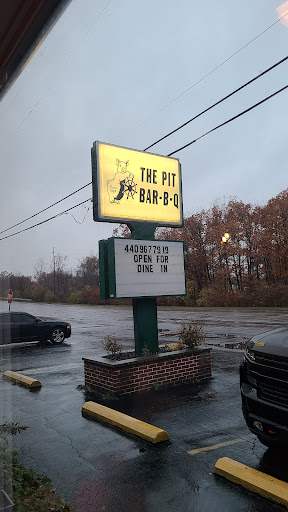 THE PIT
BAR-B-Q
4409677919
OPEN FOR
DINE IN